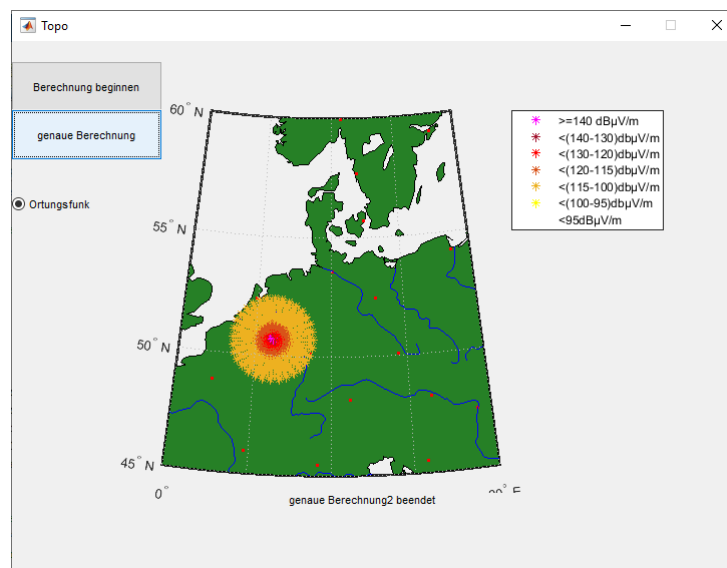 Topo
Berechnung beginnen
genaue Berechnung
Ortungsfunk
60° N
55° N
50° N
45° N
0°
20° E
genaue Berechnung2 beendet
>=140 dBµV/m
<(140-130)dbµV/m
<(130-120)dbµV/m
<(120-115)dbµV/m
<(115-100)dbµV/m
<(100-95)dbµV/m
<95dBµV/m